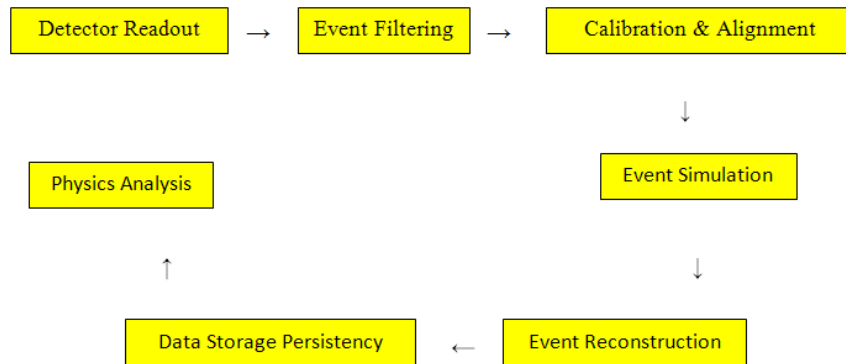 Detector Readout → Event Filtering → Calibration & Alignment
↓
Physics Analysis
Event Simulation
↑
↓
Data Storage Persistency ← Event Reconstruction